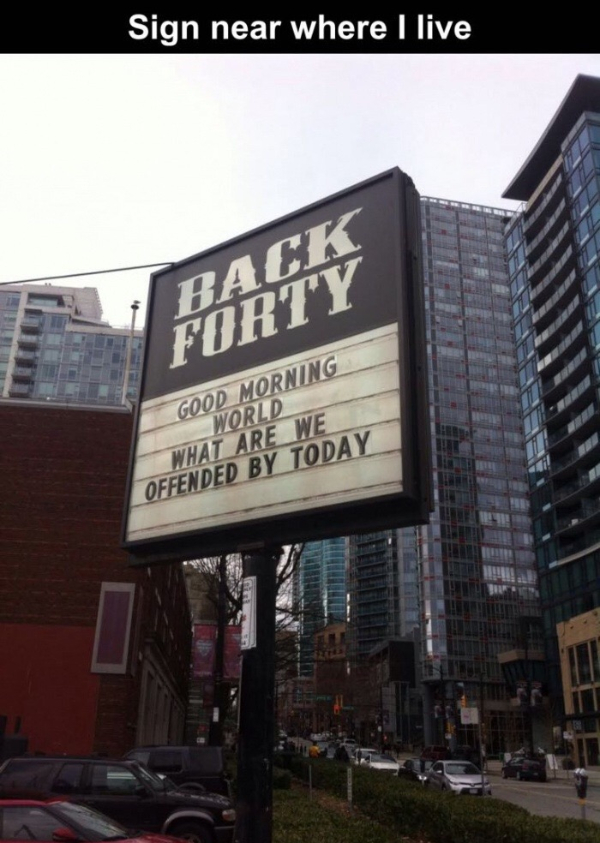 Sign near where I live
BACK
FORTY
GOOD MORNING
WORLD
WHAT ARE WE
OFFENDED BY TODAY